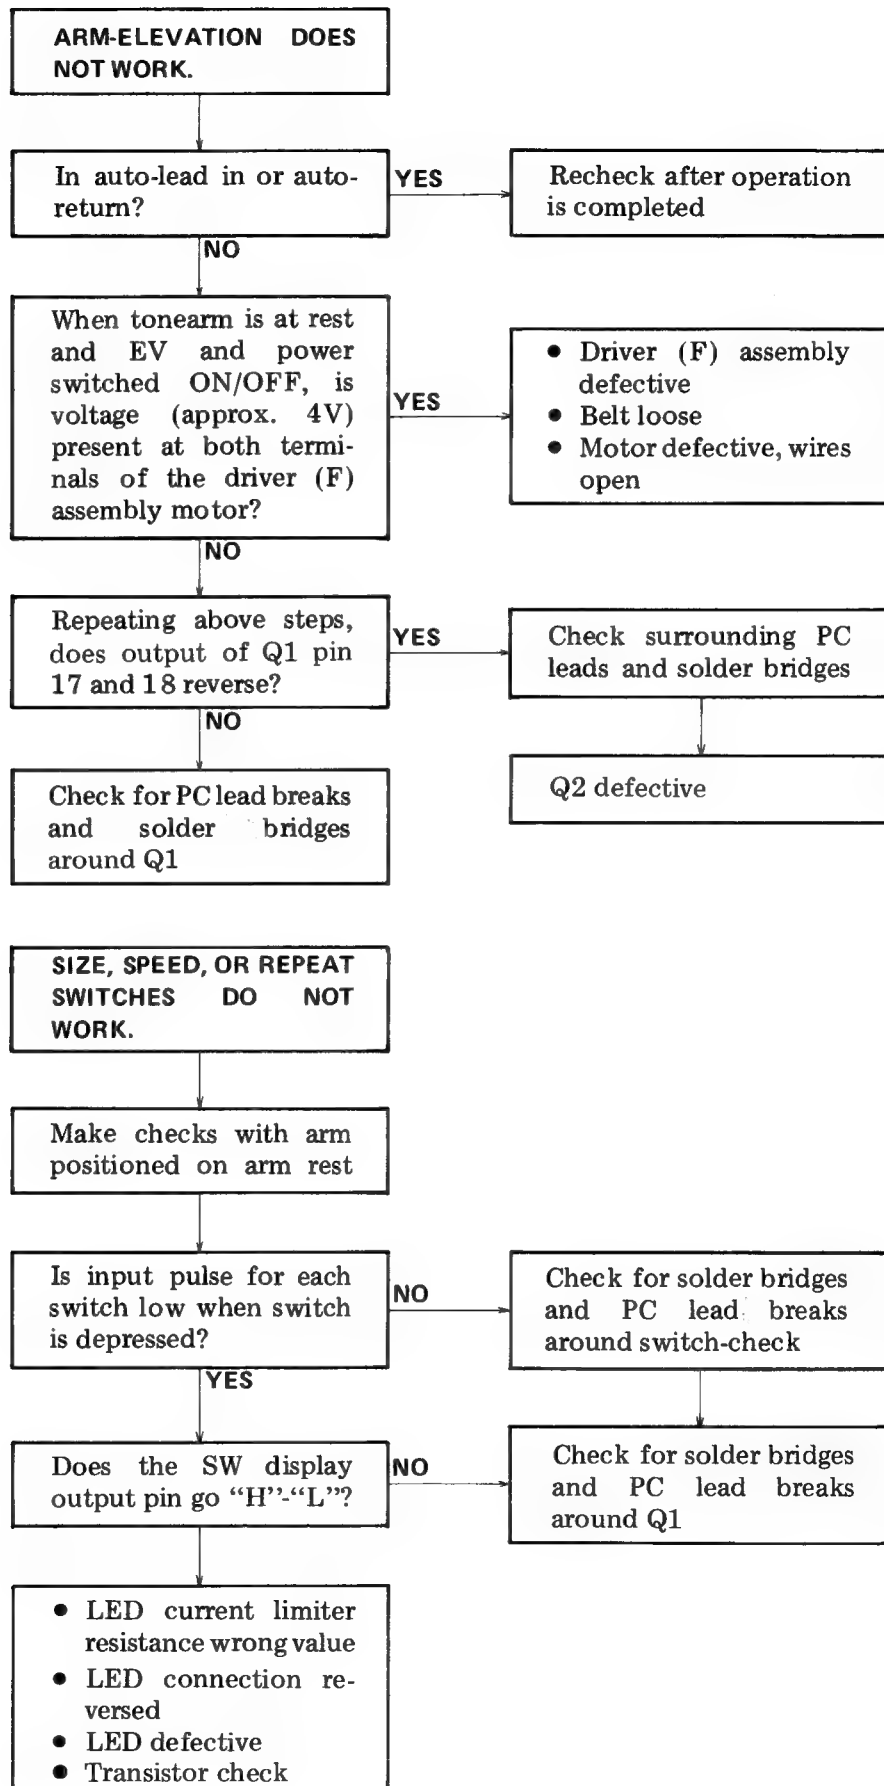 ARM-ELEVATION DOES
NOT WORK.
In auto-lead in or auto-
return?
YES
Recheck after operation
is completed
NO
When tonearm is at rest
and EV and power
switched ON/OFF, is
voltage (approx. 4V)
present at both termi-
nals of the driver (F)
assembly motor?
YES
• Driver (F) assembly
defective
• Belt loose
• Motor defective, wires
open
NO
Repeating above steps,
does output of Q1 pin
17 and 18 reverse?
YES
Check surrounding PC
leads and solder bridges
NO
Q2 defective
Check for PC lead breaks
and solder bridges
around Q1
SIZE, SPEED, OR REPEAT
SWITCHES DO NOT
WORK.
Make checks with arm
positioned on arm rest
Is input pulse for each
switch low when switch
is depressed?
NO
Check for solder bridges
and PC lead breaks
around switch-check
YES
Does the SW display
output pin go “H”-“L”?
NO
Check for solder bridges
and PC lead breaks
around Q1
• LED current limiter
resistance wrong value
• LED connection re-
versed
• LED defective
• Transistor check